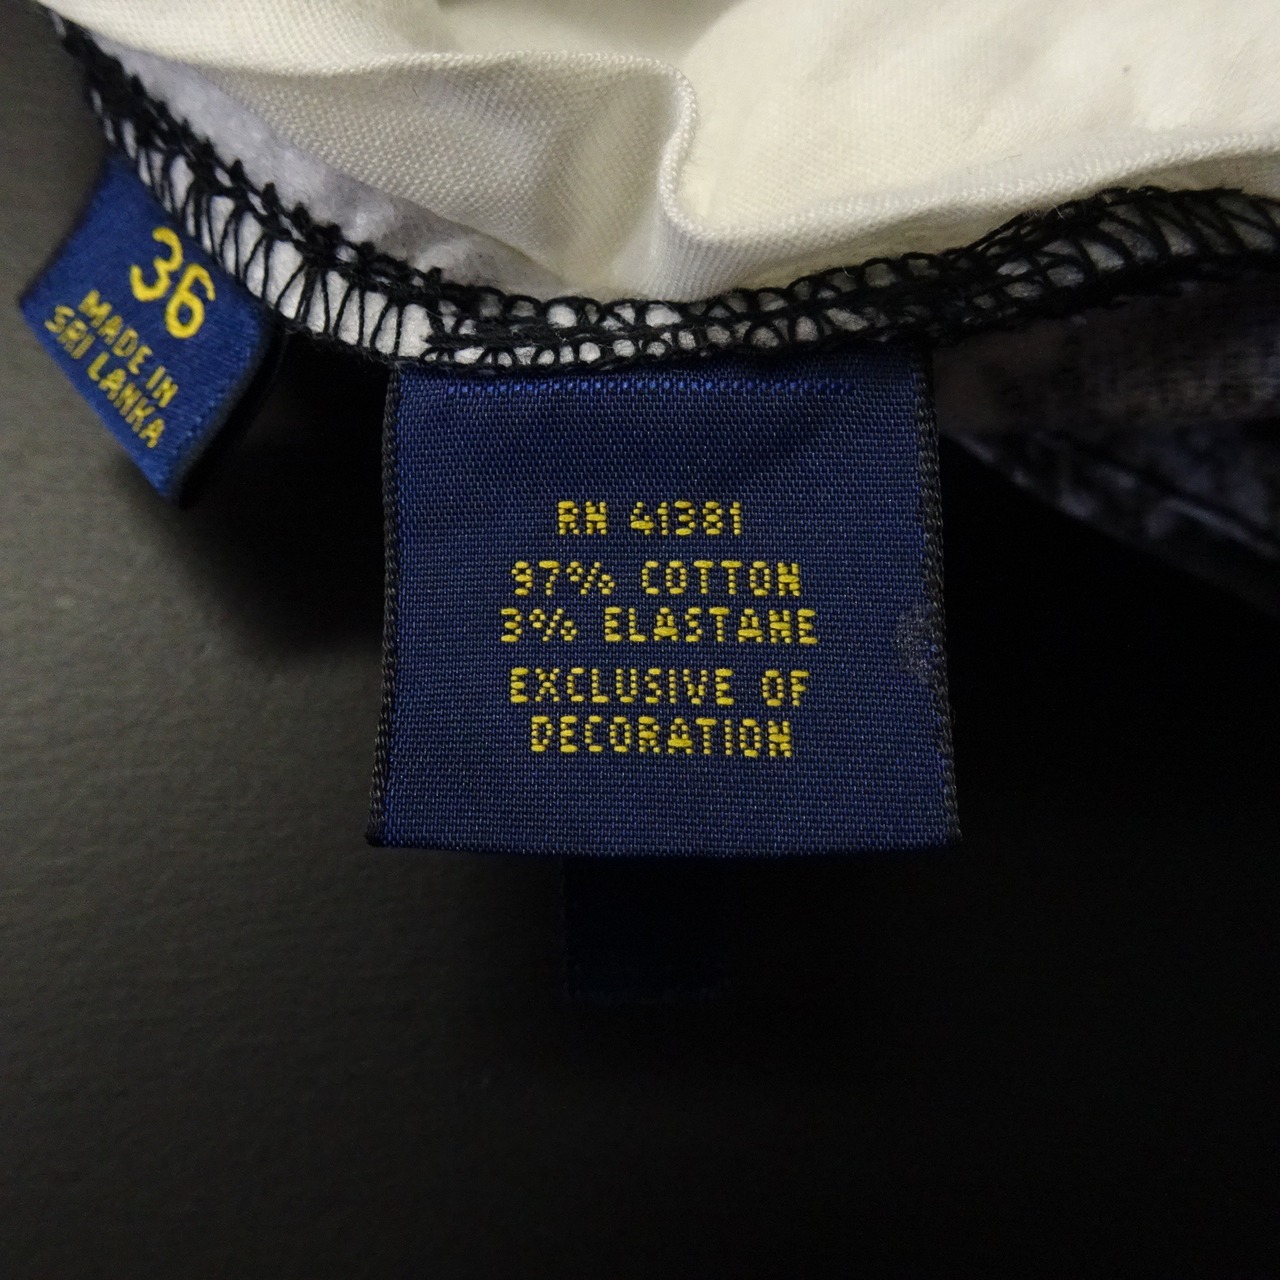 36
MADE IN
SRI LANKA
RN 41381
97% COTTON
3% ELASTANE
EXCLUSIVE OF
DECORATION